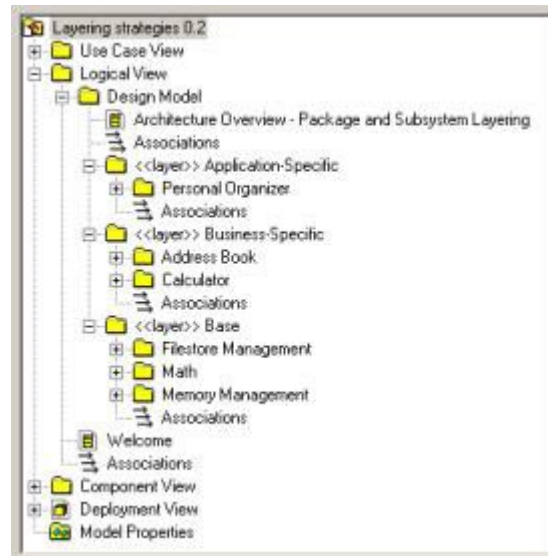 Layering strategies 0.2
Use Case View
Logical View
Design Model
Architecture Overview - Package and Subsystem Layering
Associations
<<layer>> Application-Specific
Personal Organizer
Associations
<<layer>> Business-Specific
Address Book
Calculator
Associations
<<layer>> Base
Filestore Management
Math
Memory Management
Associations
Welcome
Associations
Component View
Deployment View
Model Properties